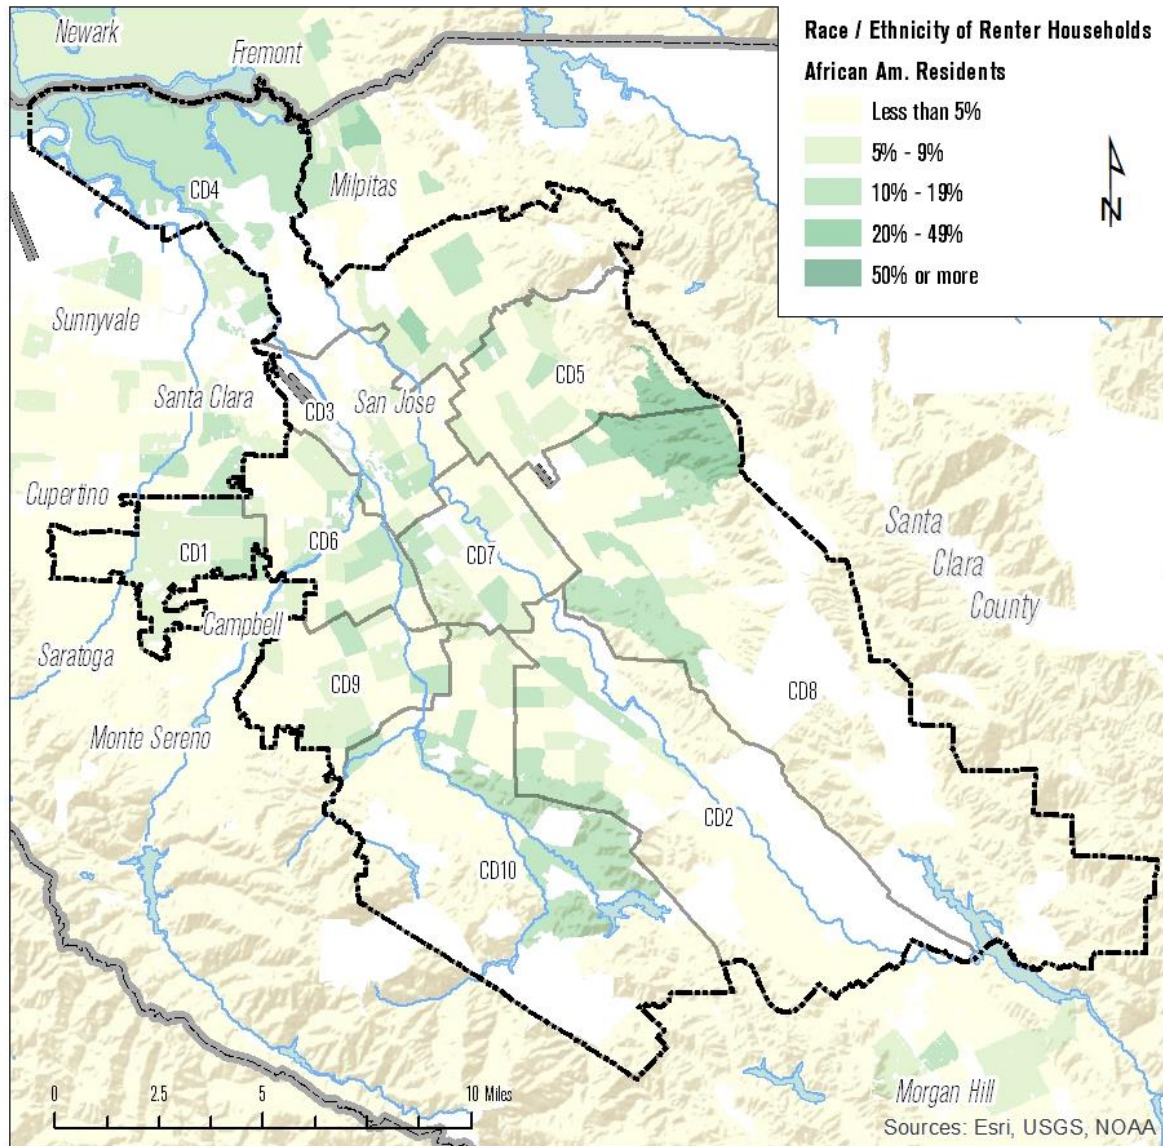 Race / Ethnicity of Renter Households
African Am. Residents
Less than 5%
5% - 9%
10% - 19%
20% - 49%
50% or more
N
Newark
Fremont
Milpitas
CD4
Sunnyvale
Santa Clara
CD3
San Jose
CD5
Cupertino
CD1
CD6
CD7
Santa
Clara
County
Campbell
Saratoga
CD9
CD8
Monte Sereno
CD2
CD10
Morgan Hill
0 2.5 5 10 Miles
Sources: Esri, USGS, NOAA